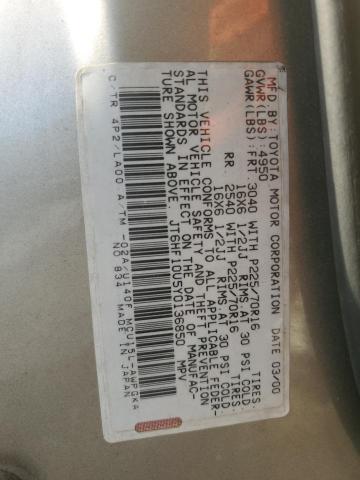 MFD. BY: TOYOTA MOTOR CORPORATION DATE 03/00
GVWR(LBS): 4950
GAWR(LBS): FRT. 3040 WITH P225/70R16 TIRES,
16X6 1/2JJ RIMS,AT 30 PSI COLD
RR. 2540 WITH P225/70R16 TIRES,
16X6 1/2JJ RIMS,AT 30 PSI COLD
THIS VEHICLE CONFORMS TO ALL APPLICABLE FEDER-
AL MOTOR VEHICLE SAFETY AND THEFT PREVENTION
STANDARDS IN EFFECT ON THE DATE OF MANUFAC-
TURE SHOWN ABOVE. JT6HF10U5Y0136850 MPV
C/TR 4P2/LA00 A/TM -02A/U140F MCU15L-AWPGKA
NO 834 MADE IN JAPAN